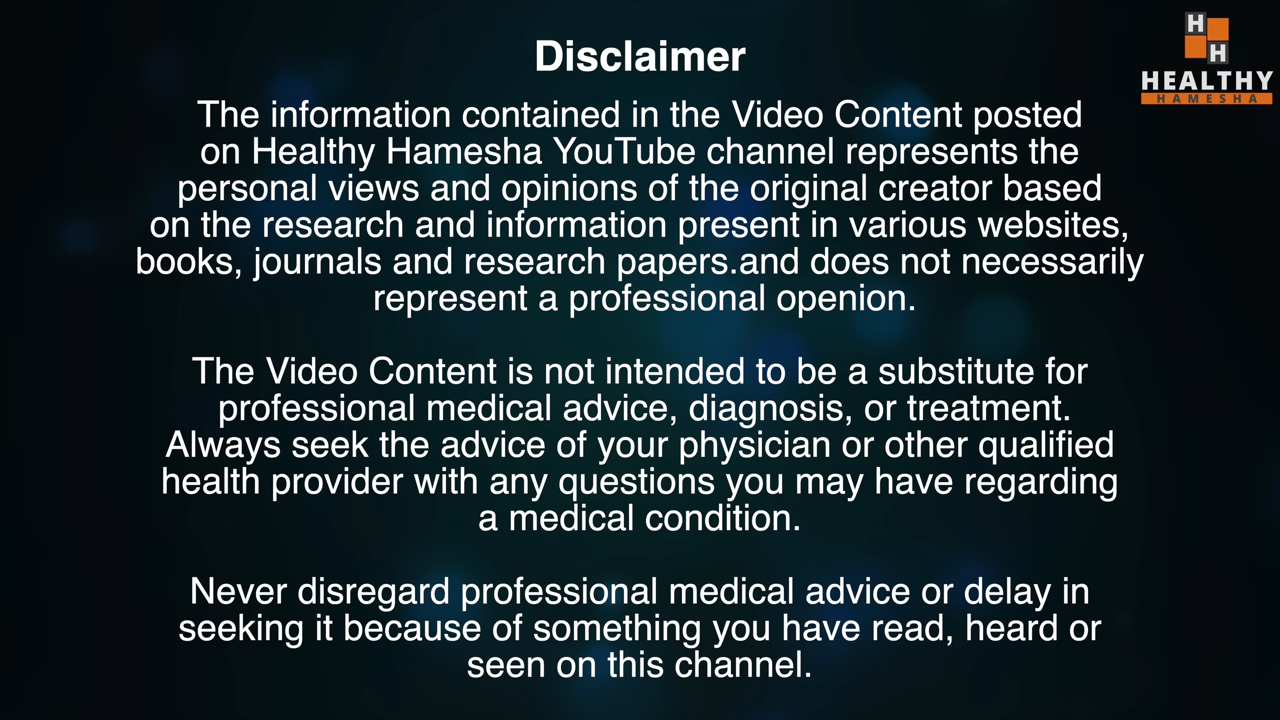 Disclaimer
The information contained in the Video Content posted
on Healthy Hamesha YouTube channel represents the
personal views and opinions of the original creator based
on the research and information present in various websites,
books, journals and research papers.and does not necessarily
represent a professional openion.
The Video Content is not intended to be a substitute for
professional medical advice, diagnosis, or treatment.
Always seek the advice of your physician or other qualified
health provider with any questions you may have regarding
a medical condition.
Never disregard professional medical advice or delay in
seeking it because of something you have read, heard or
seen on this channel.
H
H
HEALTHY
HAMESHA